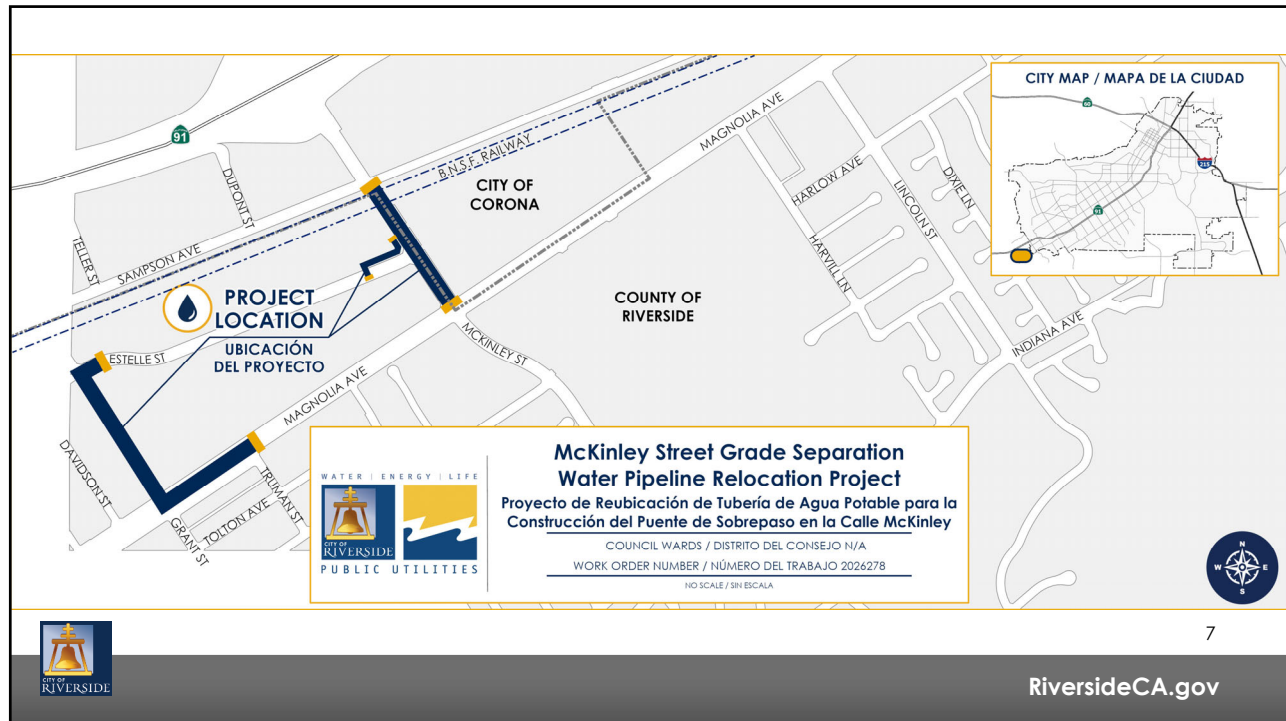 CITY MAP / MAPA DE LA CIUDAD
60
215
91
91
B.N.S.F. RAILWAY
MAGNOLIA AVE
DUPONT ST
CITY OF
CORONA
HARLOW AVE
LINCOLN ST
DIXIE LN
TELLER ST
SAMPSON AVE
HARVILL LN
PROJECT
LOCATION
UBICACIÓN
DEL PROYECTO
COUNTY OF
RIVERSIDE
MCKINLEY ST
INDIANA AVE
ESTELLE ST
MAGNOLIA AVE
DAVIDSON ST
GRANT ST
TOLTON AVE
TRUMAN ST
WATER | ENERGY | LIFE
CITY OF
RIVERSIDE
PUBLIC UTILITIES
McKinley Street Grade Separation
Water Pipeline Relocation Project
Proyecto de Reubicación de Tubería de Agua Potable para la
Construcción del Puente de Sobrepaso en la Calle McKinley
COUNCIL WARDS / DISTRITO DEL CONSEJO N/A
WORK ORDER NUMBER / NÚMERO DEL TRABAJO 2026278
NO SCALE / SIN ESCALA
N
W E
S
7
CITY OF
RIVERSIDE
RiversideCA.gov